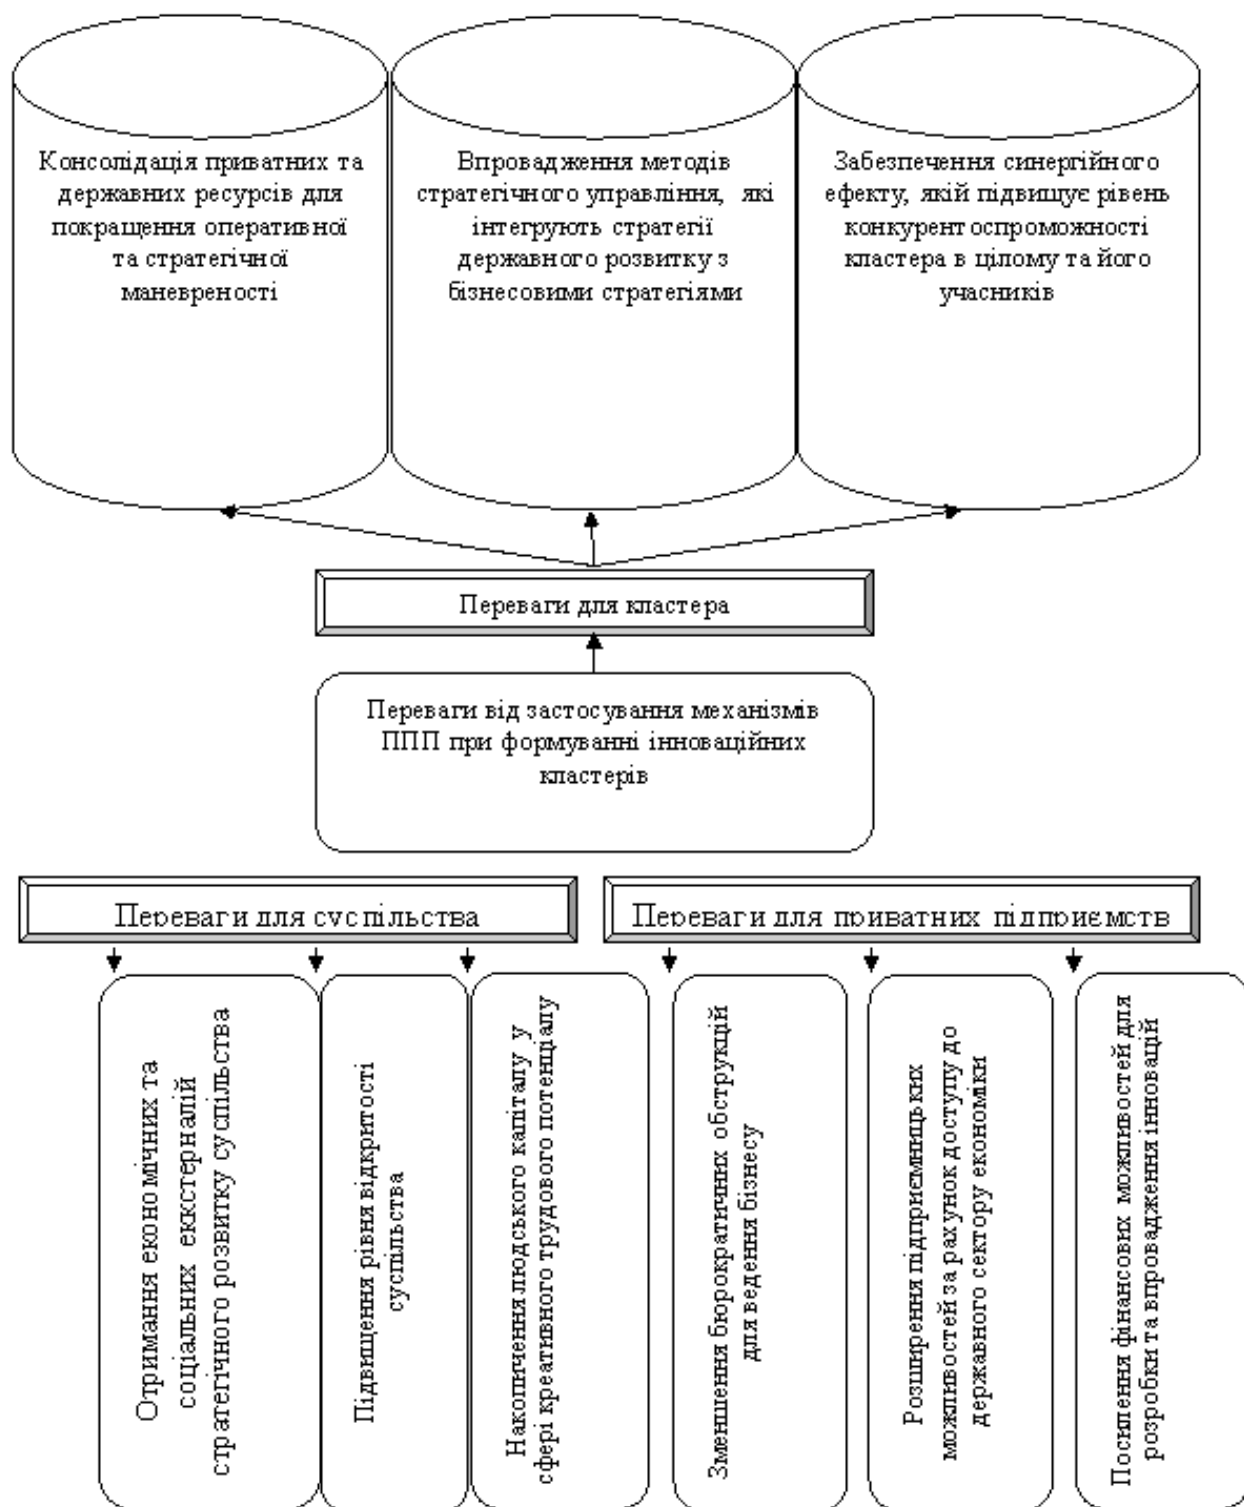 Консолідація приватних та
державних ресурсів для
покращення оперативної
та стратегічної
маневреності
Впровадження методів
стратегічного управління, які
інтегрують стратегії
державного розвитку з
бізнесовими стратегіями
Забезпечення синергійного
ефекту, якій підвищує рівень
конкурентоспроможності
кластера в цілому та його
учасників
Переваги для кластера
Переваги від застосування механізмів
ППП при формуванні інноваційних
кластерів
Переваги для суспільства
Переваги для приватних підприємств
Отримання економічних та
соціальних еккстерналій
стратегічного розвитку суспільства
Підвищення рівня відкритості
суспільства
Накопичення людського капіталу у
сфері креативного трудового потенціалу
Зменшення бюрократичних обструкцій
для ведення бізнесу
Розширення підприємницьких
можливостей за рахунок доступу до
державного сектору економіки
Посилення фінансових можливостей для
розробки та впровадження інновацій